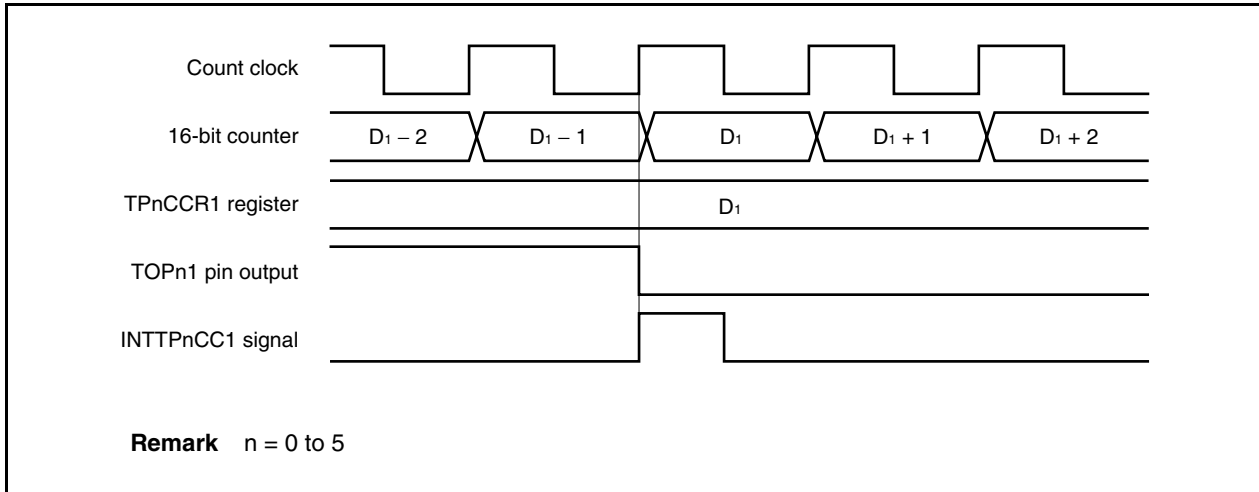 Count clock
16-bit counter
D₁ − 2
D₁ − 1
D₁
D₁ + 1
D₁ + 2
TPnCCR1 register
D₁
TOPn1 pin output
INTTPnCC1 signal
Remark n = 0 to 5